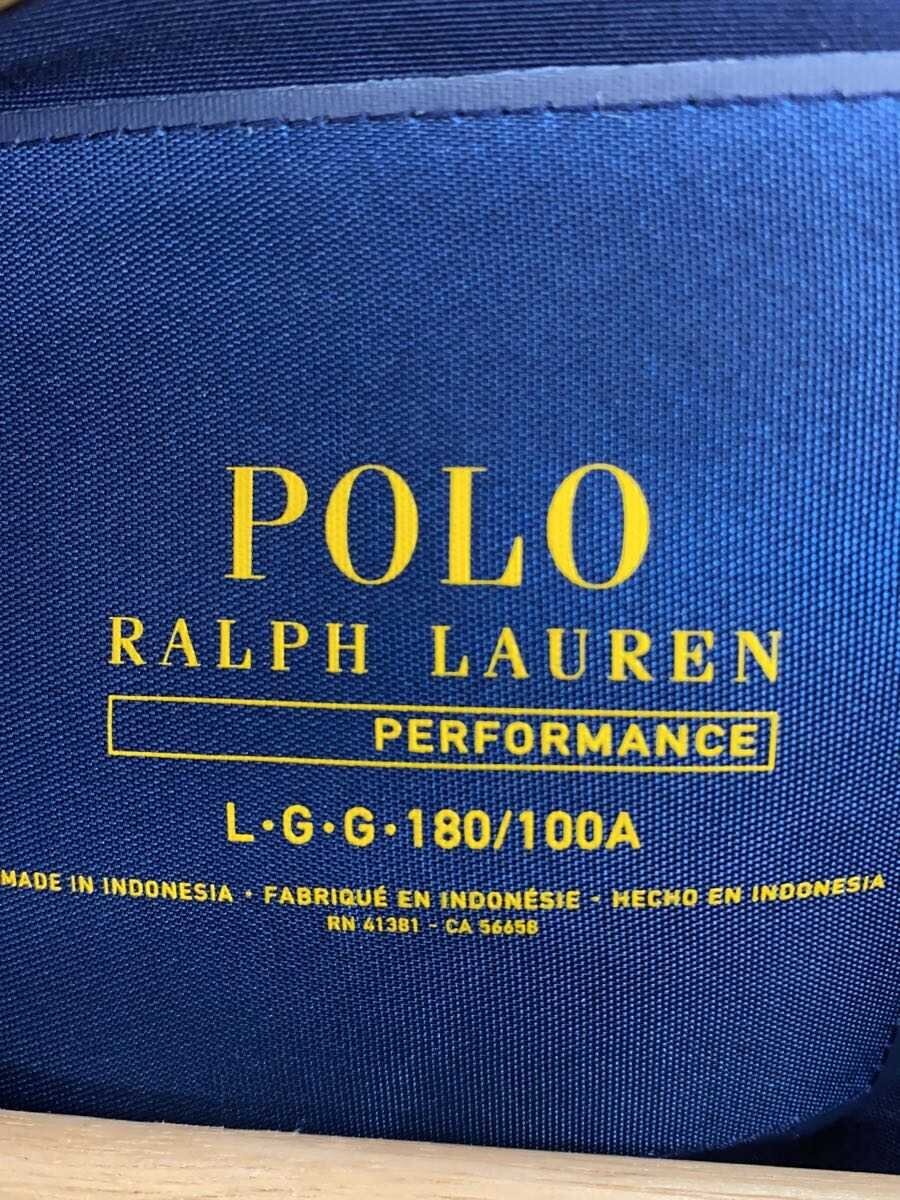 POLO
RALPH LAUREN
PERFORMANCE
L•G•G•180/100A
MADE IN INDONESIA • FABRIQUÉ EN INDONÉSIE - HECHO EN INDONESIA
RN 41381 - CA 56658